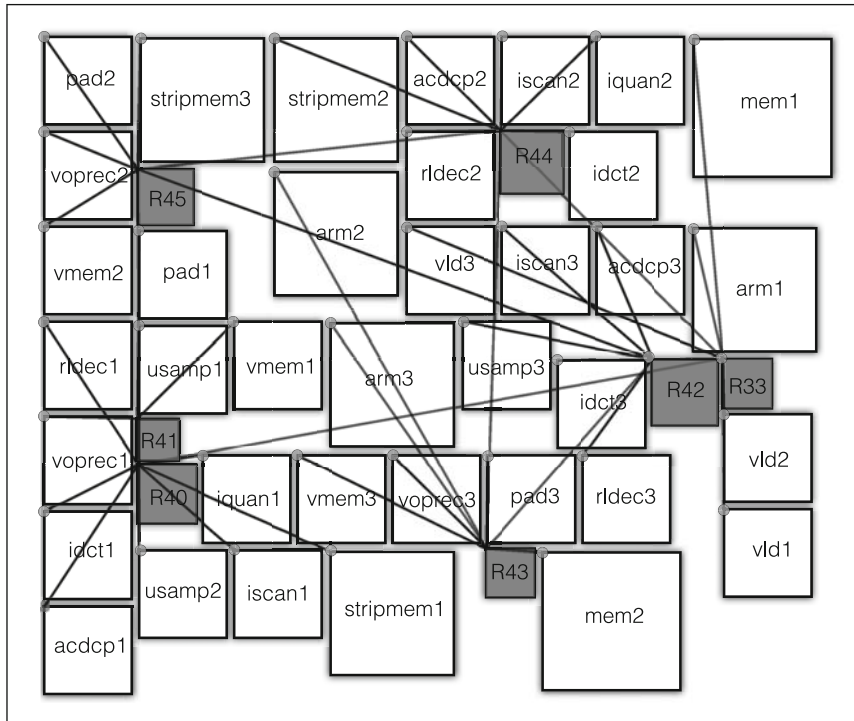 pad2
stripmem3
stripmem2
acdcp2
iscan2
iquan2
mem1
voprec2
R45
rldec2
R44
idct2
arm2
vmem2
pad1
vld3
iscan3
acdcp3
arm1
rldec1
usamp1
vmem1
arm3
usamp3
idct3
R42
R33
voprec1
R41
R40
iquan1
vmem3
voprec3
pad3
rldec3
vld2
idct1
usamp2
iscan1
stripmem1
R43
mem2
vld1
acdcp1